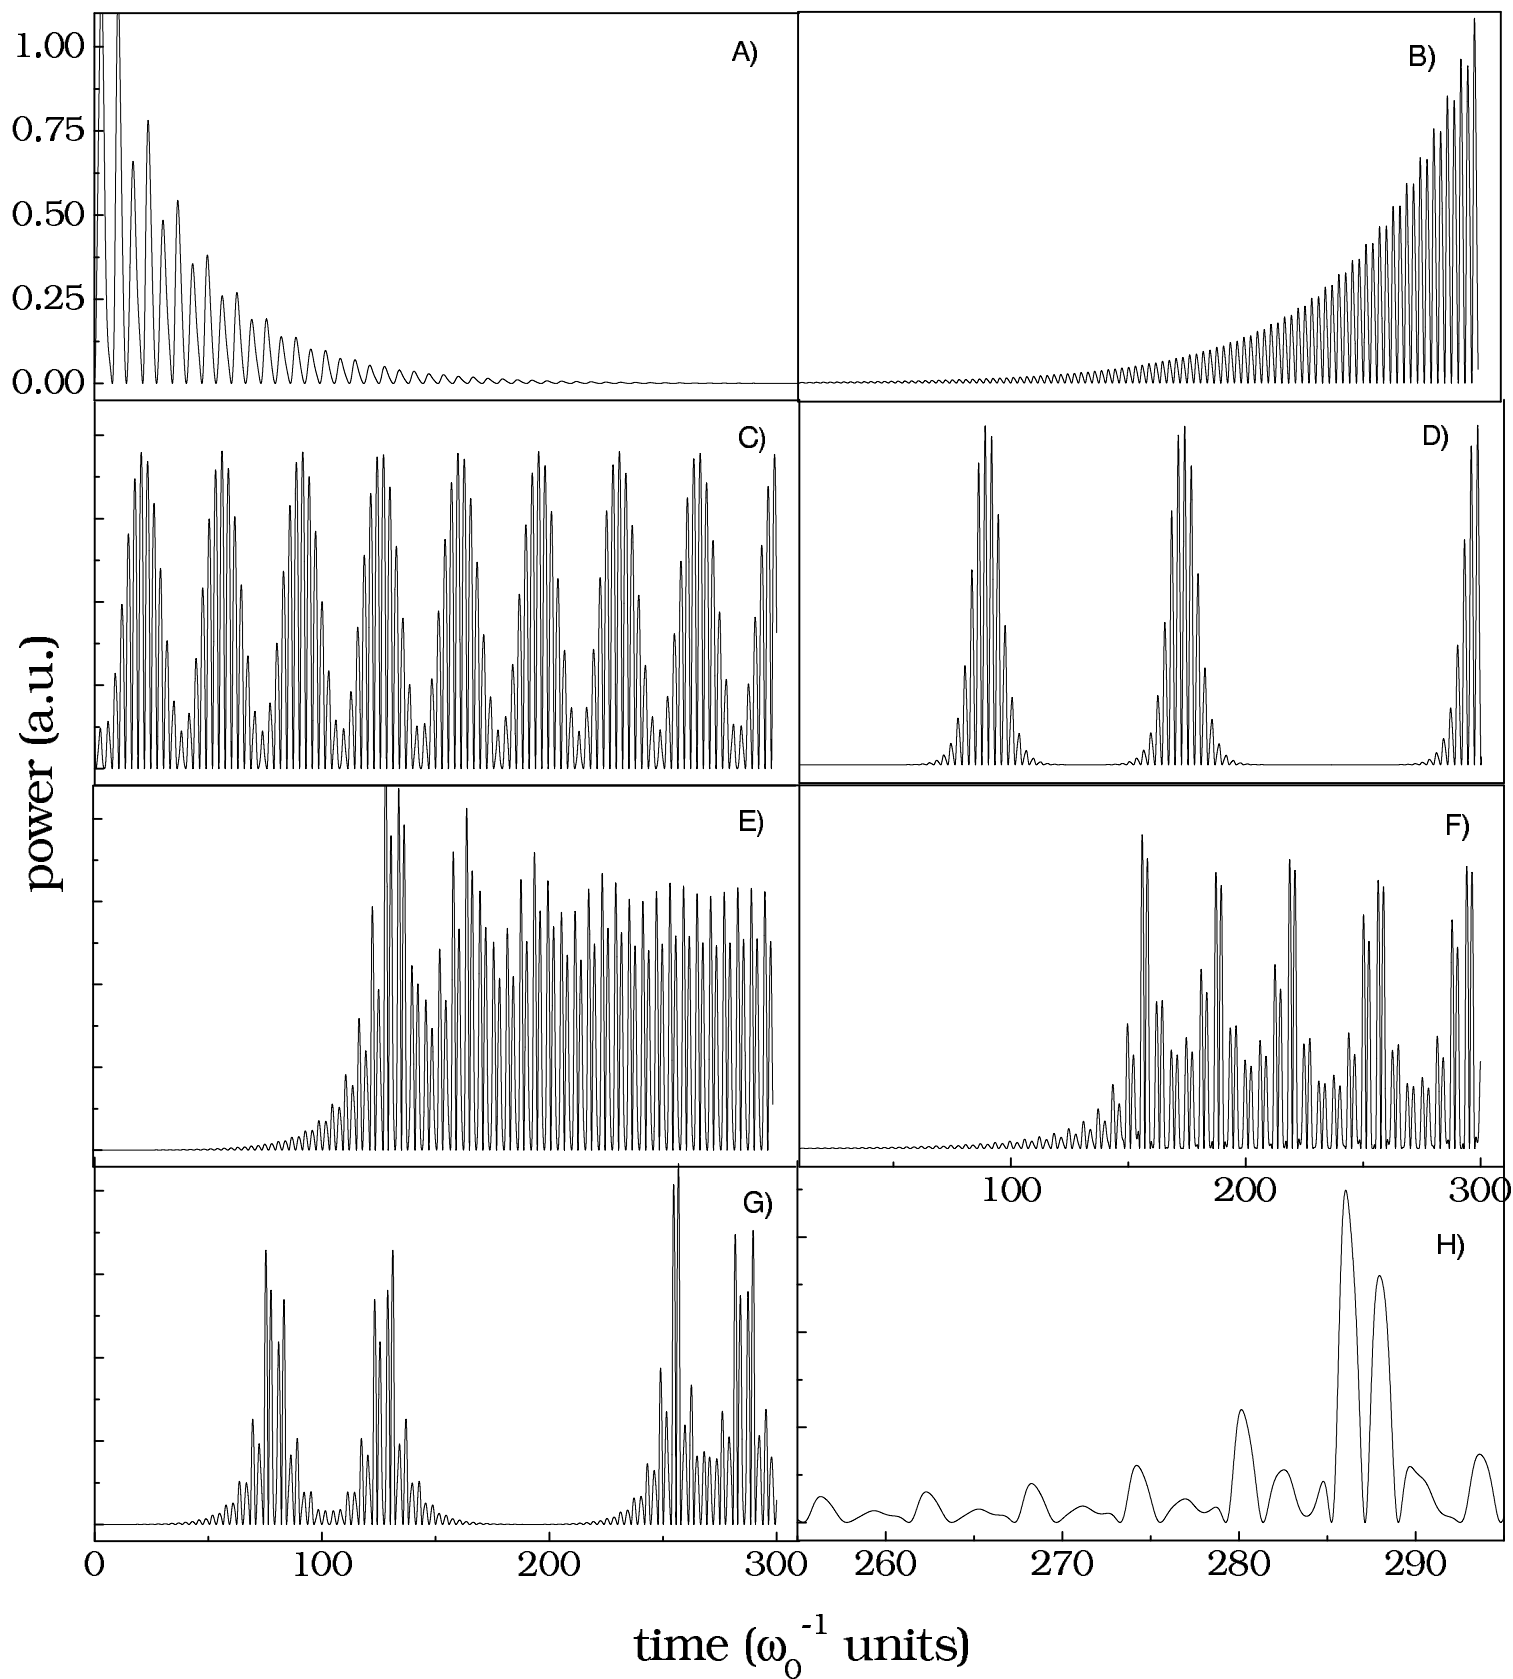 A)
B)
1.00
0.75
0.50
0.25
0.00
C)
D)
power (a.u.)
E)
F)
100 200 300
G)
H)
0 100 200 300 260 270 280 290
time (ω₀⁻¹ units)